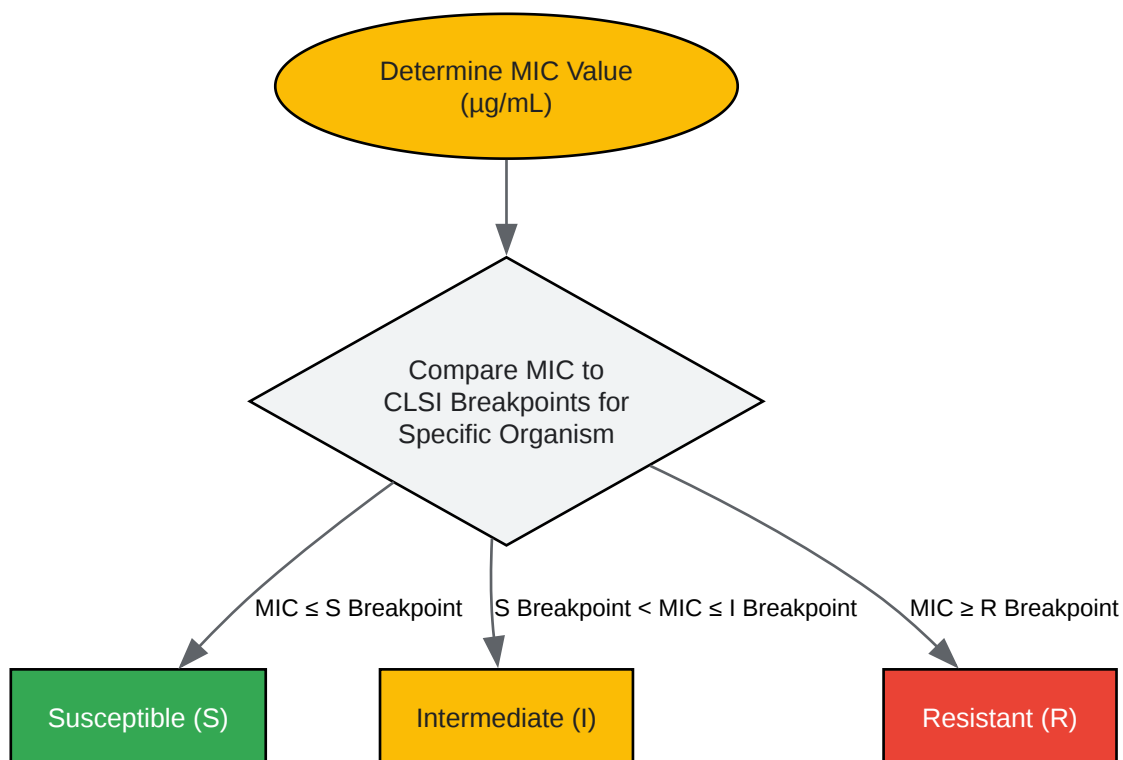 Determine MIC Value
(µg/mL)
Compare MIC to
CLSI Breakpoints for
Specific Organism
MIC ≤ S Breakpoint
S Breakpoint < MIC ≤ I Breakpoint
MIC ≥ R Breakpoint
Susceptible (S)
Intermediate (I)
Resistant (R)